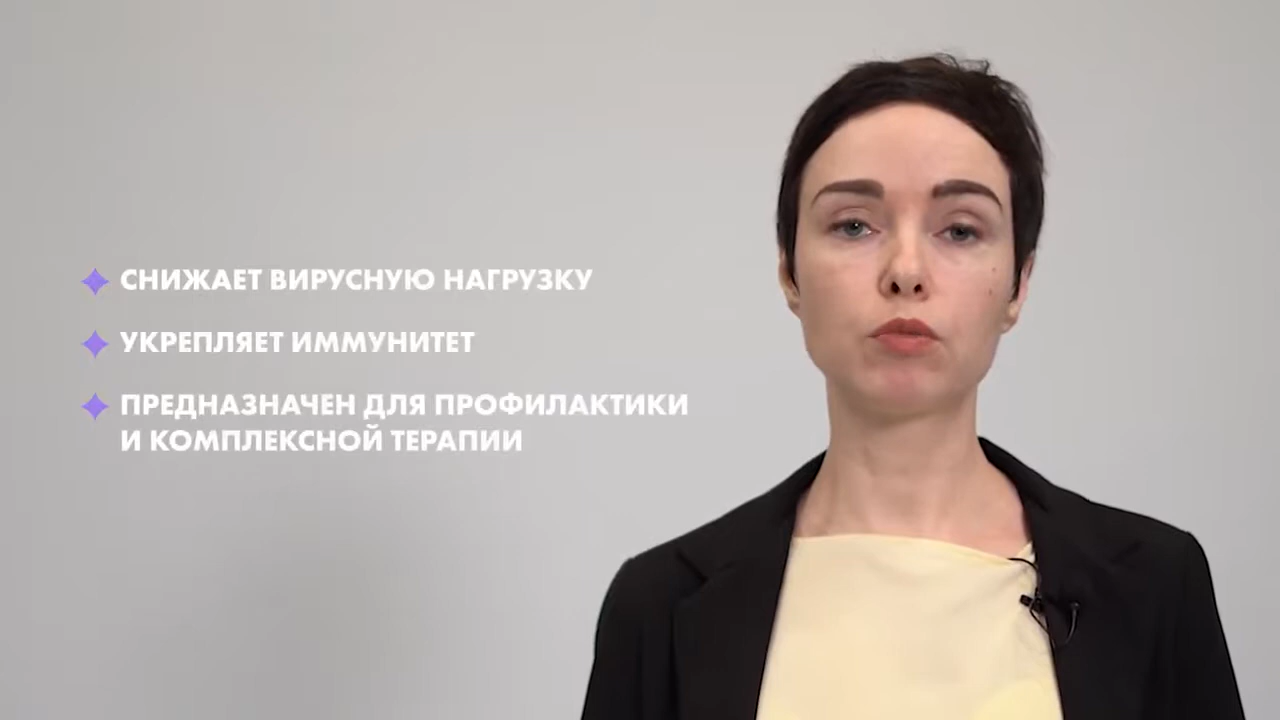 СНИЖАЕТ ВИРУСНУЮ НАГРУЗКУ
УКРЕПЛЯЕТ ИММУНИТЕТ
ПРЕДНАЗНАЧЕН ДЛЯ ПРОФИЛАКТИКИ
И КОМПЛЕКСНОЙ ТЕРАПИИ